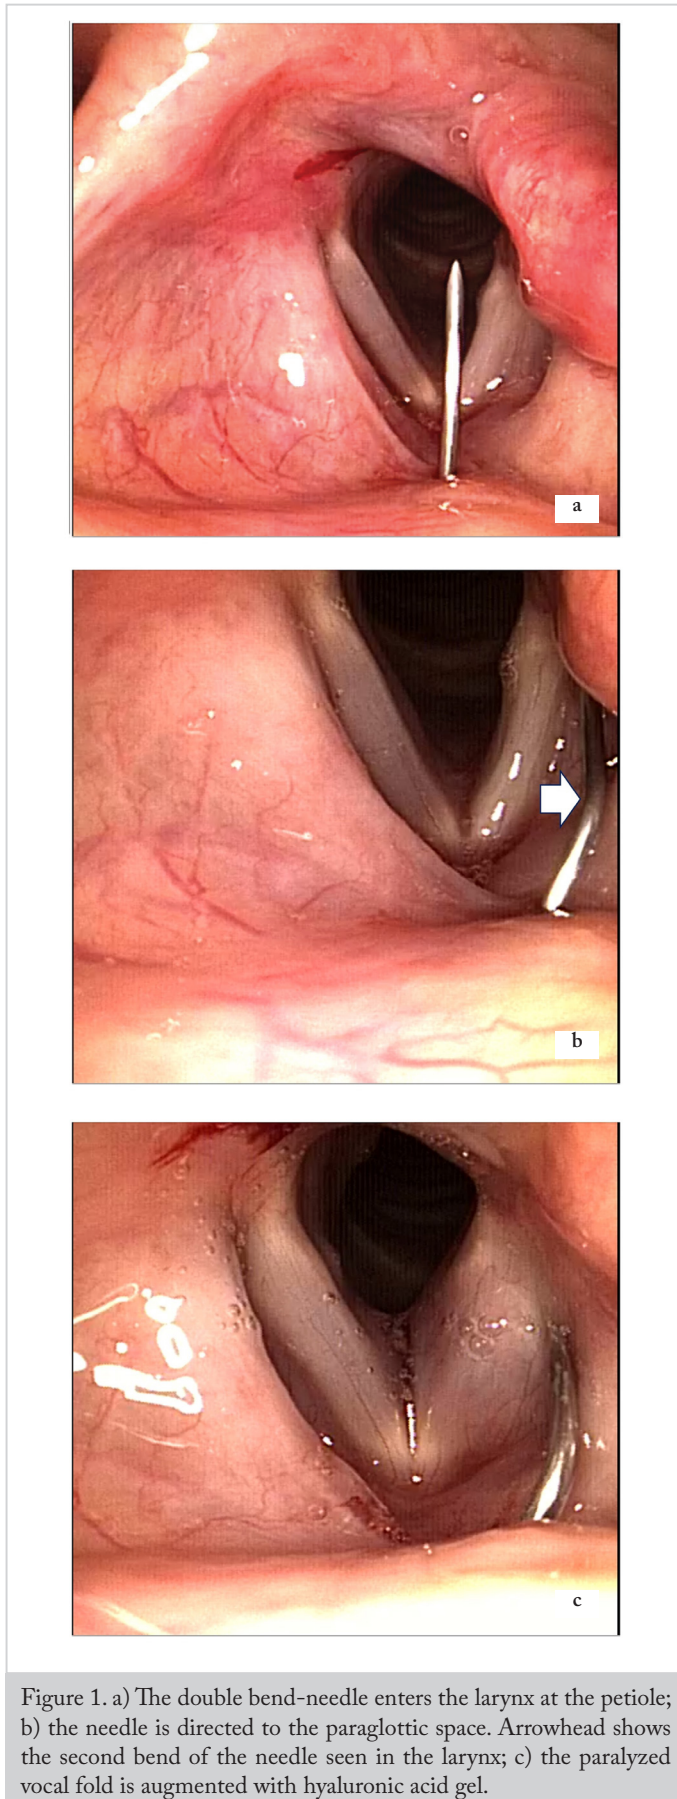 a
b
c
Figure 1. a) The double bend-needle enters the larynx at the petiole;
b) the needle is directed to the paraglottic space. Arrowhead shows
the second bend of the needle seen in the larynx; c) the paralyzed
vocal fold is augmented with hyaluronic acid gel.